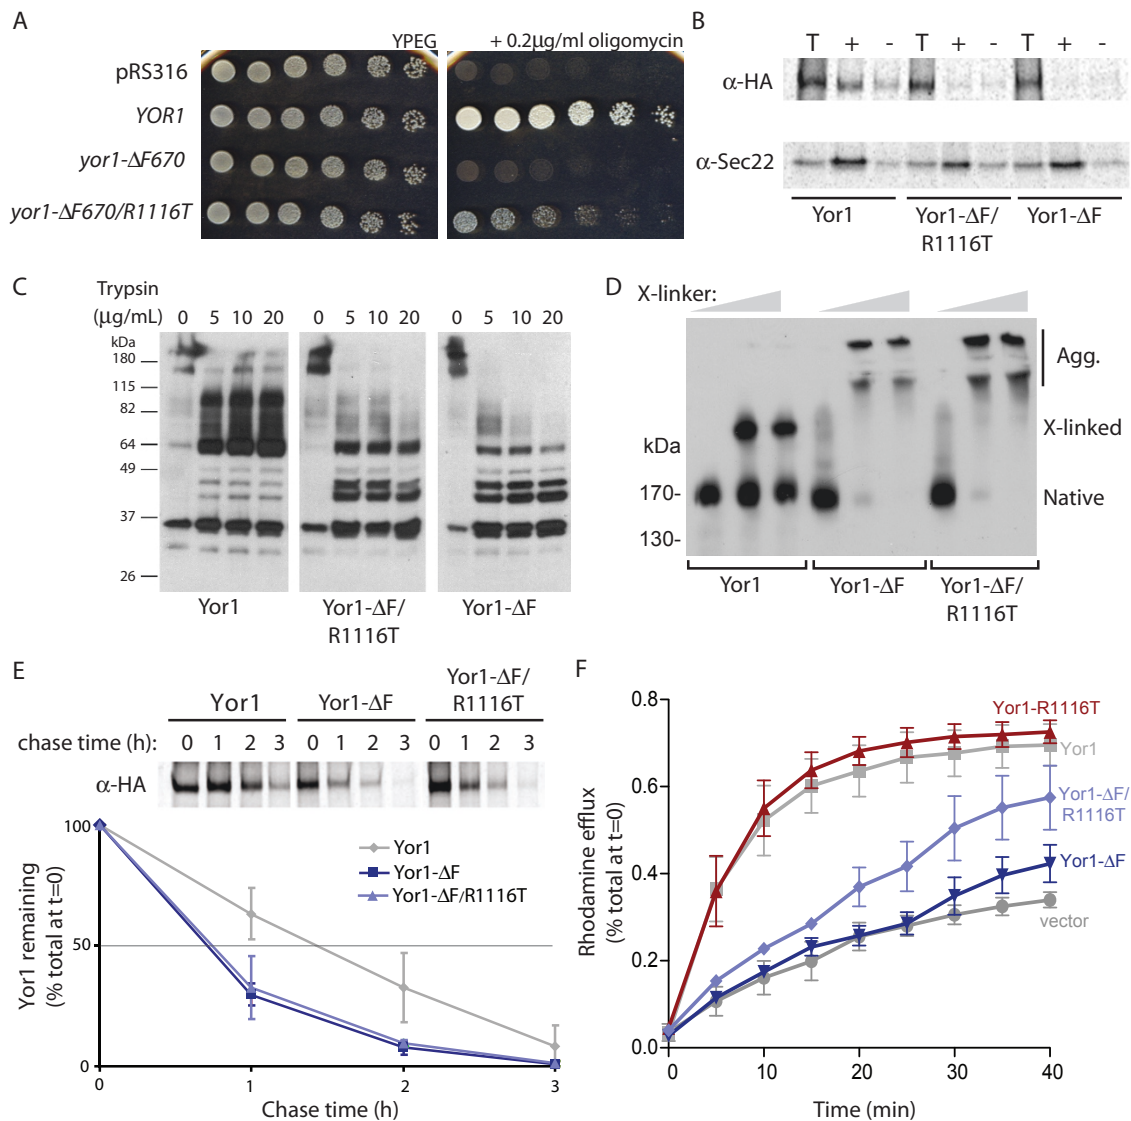 A
YPEG
+ 0.2µg/ml oligomycin
pRS316
YOR1
yor1-ΔF670
yor1-ΔF670/R1116T
B
T + - T + - T + -
α-HA
α-Sec22
Yor1
Yor1-ΔF/
R1116T
Yor1-ΔF
C
Trypsin
(µg/mL)
0 5 10 20 0 5 10 20 0 5 10 20
kDa
180
115
82
64
49
37
26
Yor1
Yor1-ΔF/
R1116T
Yor1-ΔF
D
X-linker:
Agg.
X-linked
kDa
170-
Native
130-
Yor1
Yor1-ΔF
Yor1-ΔF/
R1116T
E
Yor1
Yor1-ΔF
Yor1-ΔF/
R1116T
chase time (h): 0 1 2 3 0 1 2 3 0 1 2 3
α-HA
100
50
0
Yor1 remaining
(% total at t=0)
Yor1
Yor1-ΔF
Yor1-ΔF/R1116T
0 1 2 3
Chase time (h)
F
0.8
0.6
0.4
0.2
0.0
Rhodamine efflux
(% total at t=0)
Yor1-R1116T
Yor1
Yor1-ΔF/
R1116T
Yor1-ΔF
vector
0 10 20 30 40
Time (min)